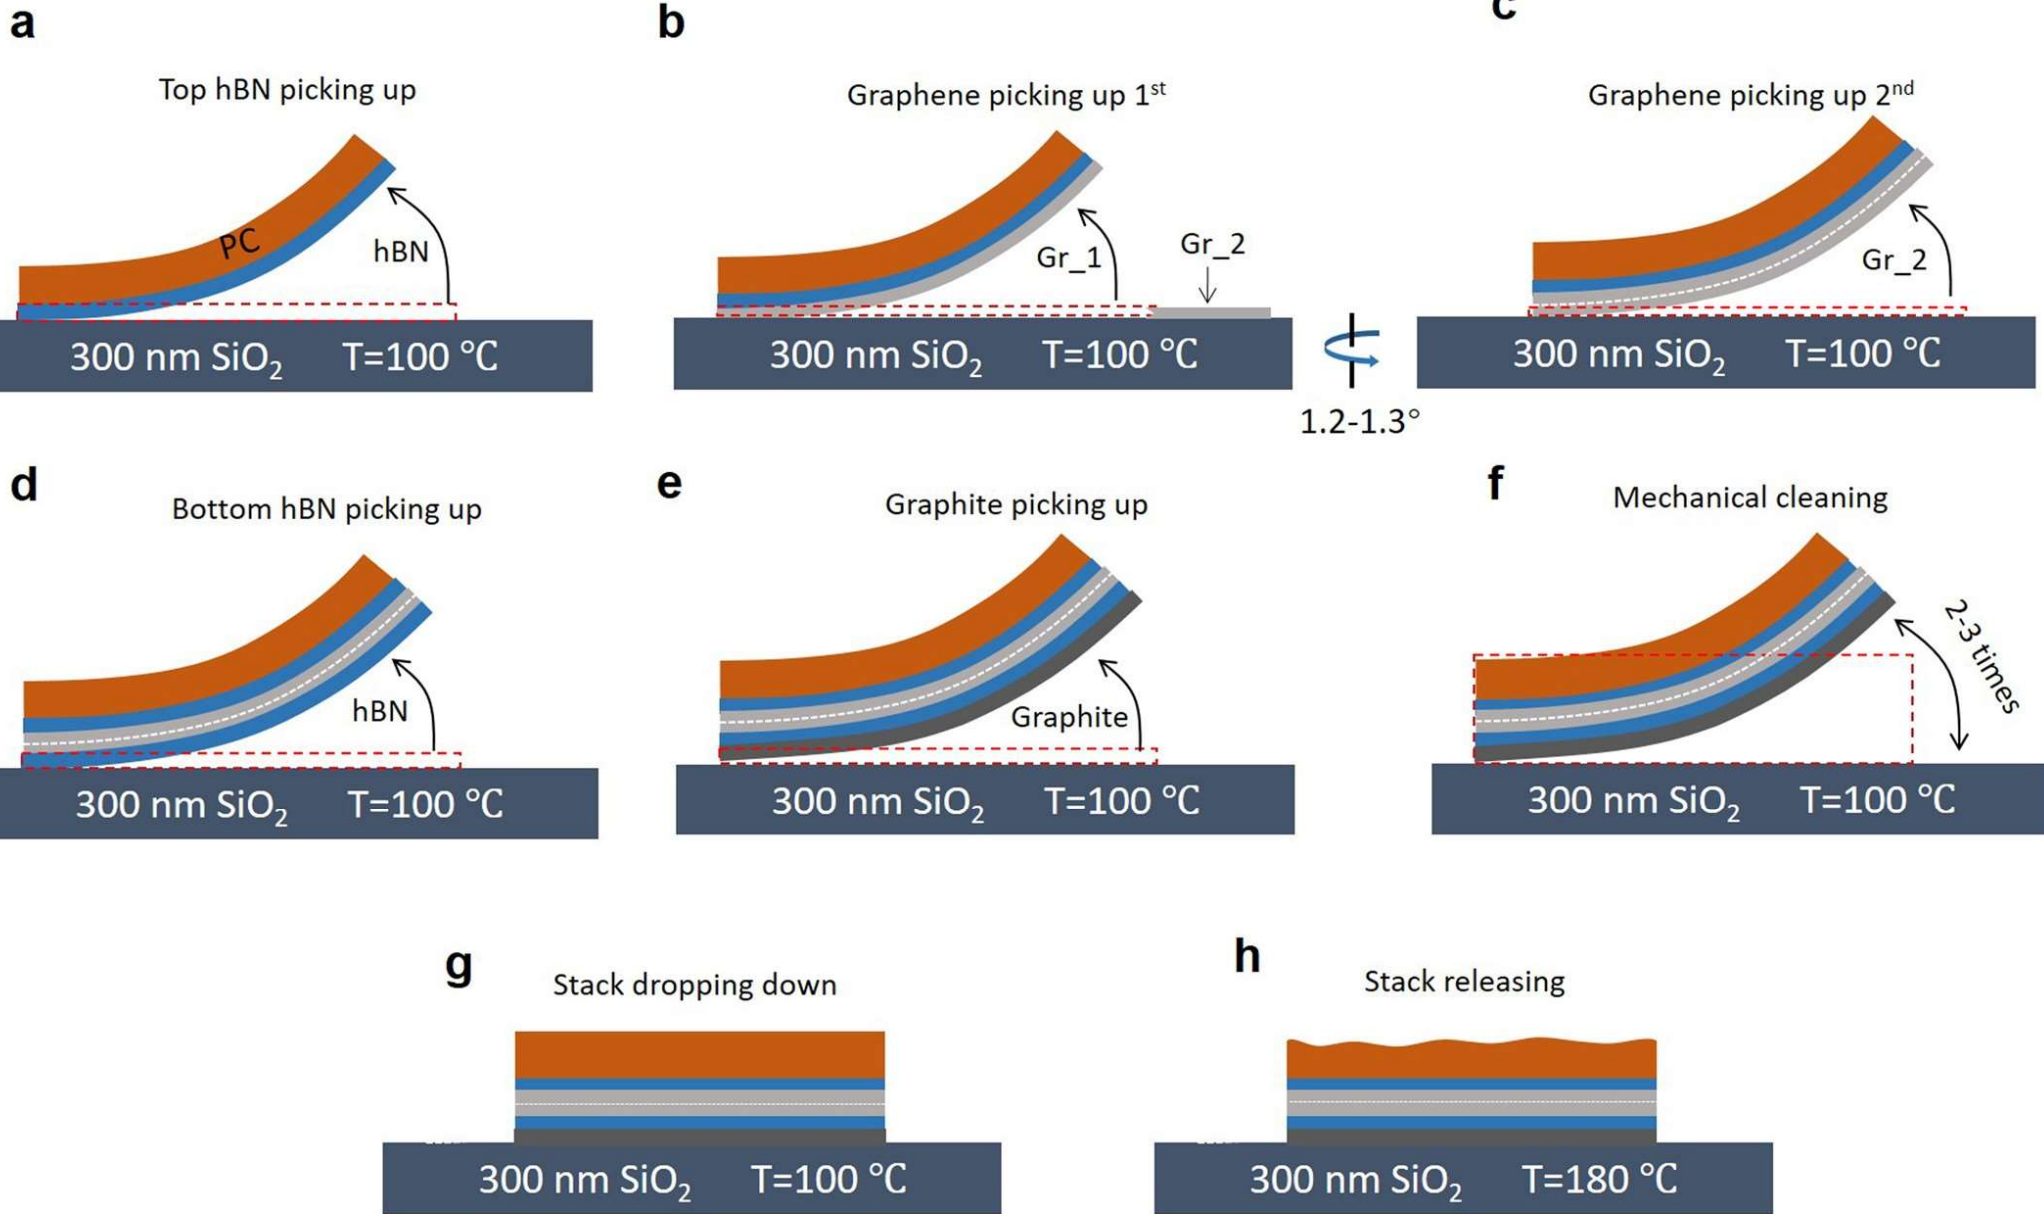 a
Top hBN picking up
PC
hBN
300 nm SiO₂ T=100 °C
b
Graphene picking up 1ˢᵗ
Gr_1
Gr_2
300 nm SiO₂ T=100 °C
1.2-1.3°
c
Graphene picking up 2ⁿᵈ
Gr_2
300 nm SiO₂ T=100 °C
d
Bottom hBN picking up
hBN
300 nm SiO₂ T=100 °C
e
Graphite picking up
Graphite
300 nm SiO₂ T=100 °C
f
Mechanical cleaning
2-3 times
300 nm SiO₂ T=100 °C
g
Stack dropping down
300 nm SiO₂ T=100 °C
h
Stack releasing
300 nm SiO₂ T=180 °C